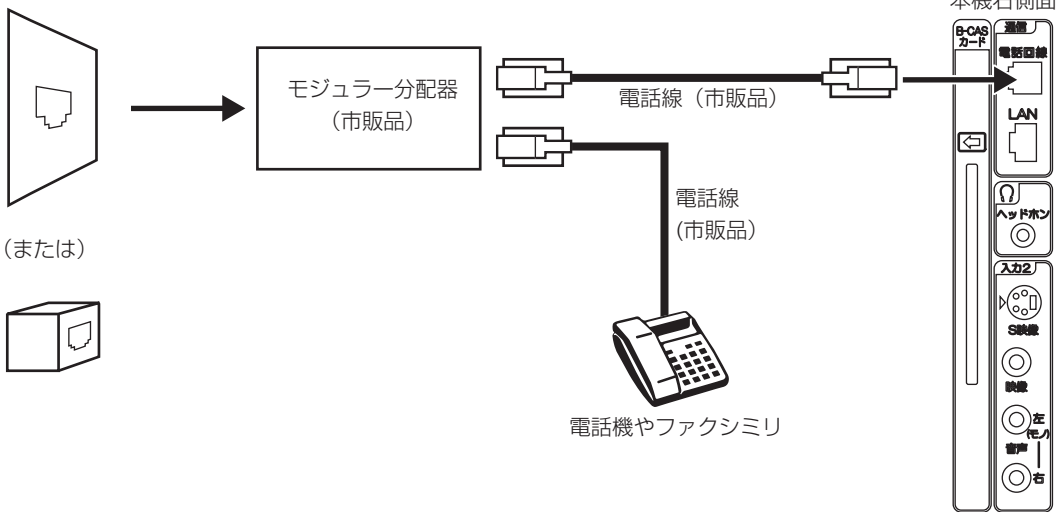 本機右側面
モジュラー分配器
（市販品）
電話線（市販品）
電話線
(市販品）
（または）
電話機やファクシミリ
B-CAS
カード
通信
電話回線
LAN
ヘッドホン
入力2
S映像
映像
左
(モノ)
音声
右